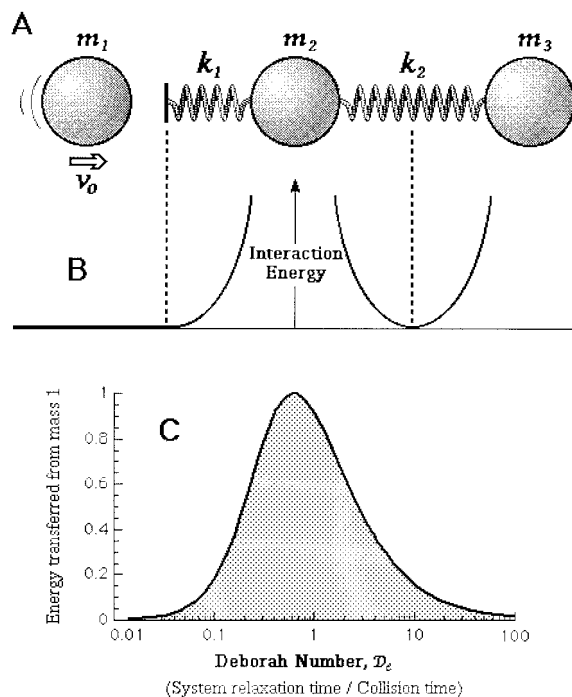 A
m₁
m₂
m₃
k₁
k₂
v₀
B
Interaction
Energy
C
Energy transferred from mass 1
1
0.8
0.6
0.4
0.2
0
0.01
0.1
1
10
100
Deborah Number, 𝒟ₑ
(System relaxation time / Collision time)